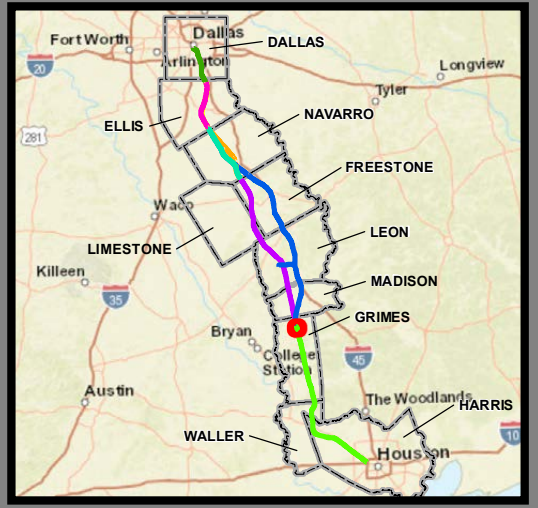 Dallas
Fort Worth
DALLAS
Arlington
20
Longview
Tyler
NAVARRO
ELLIS
281
FREESTONE
Waco
LEON
LIMESTONE
Killeen
MADISON
35
GRIMES
Bryan
College
Station
45
Austin
The Woodlands
HARRIS
WALLER
10
Houston